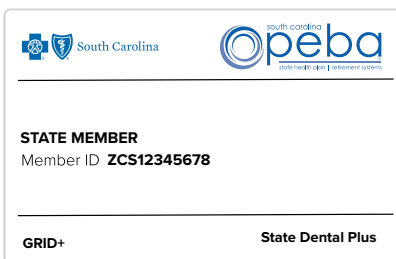 South Carolina
south carolina
peba
state health plan | retirement systems
STATE MEMBER
Member ID ZCS12345678
GRID+
State Dental Plus